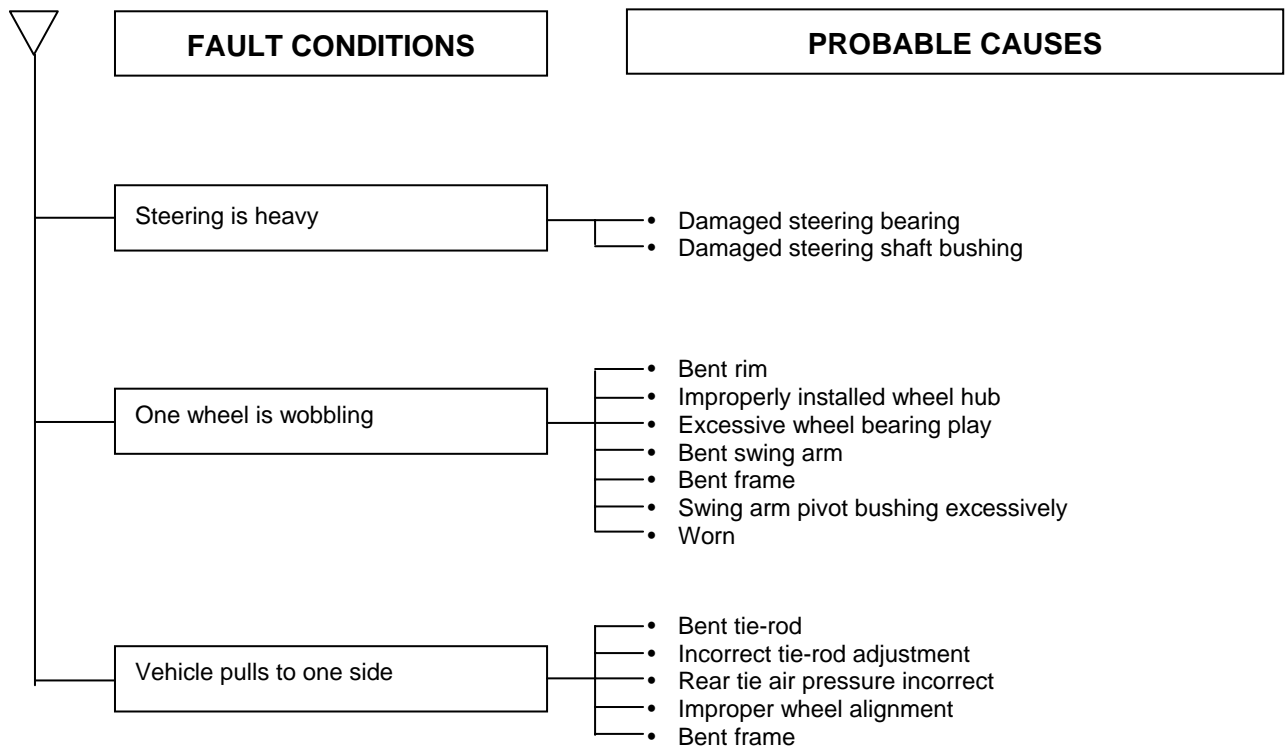 FAULT CONDITIONS
PROBABLE CAUSES
Steering is heavy
• Damaged steering bearing
• Damaged steering shaft bushing
One wheel is wobbling
• Bent rim
• Improperly installed wheel hub
• Excessive wheel bearing play
• Bent swing arm
• Bent frame
• Swing arm pivot bushing excessively
• Worn
Vehicle pulls to one side
• Bent tie-rod
• Incorrect tie-rod adjustment
• Rear tie air pressure incorrect
• Improper wheel alignment
• Bent frame